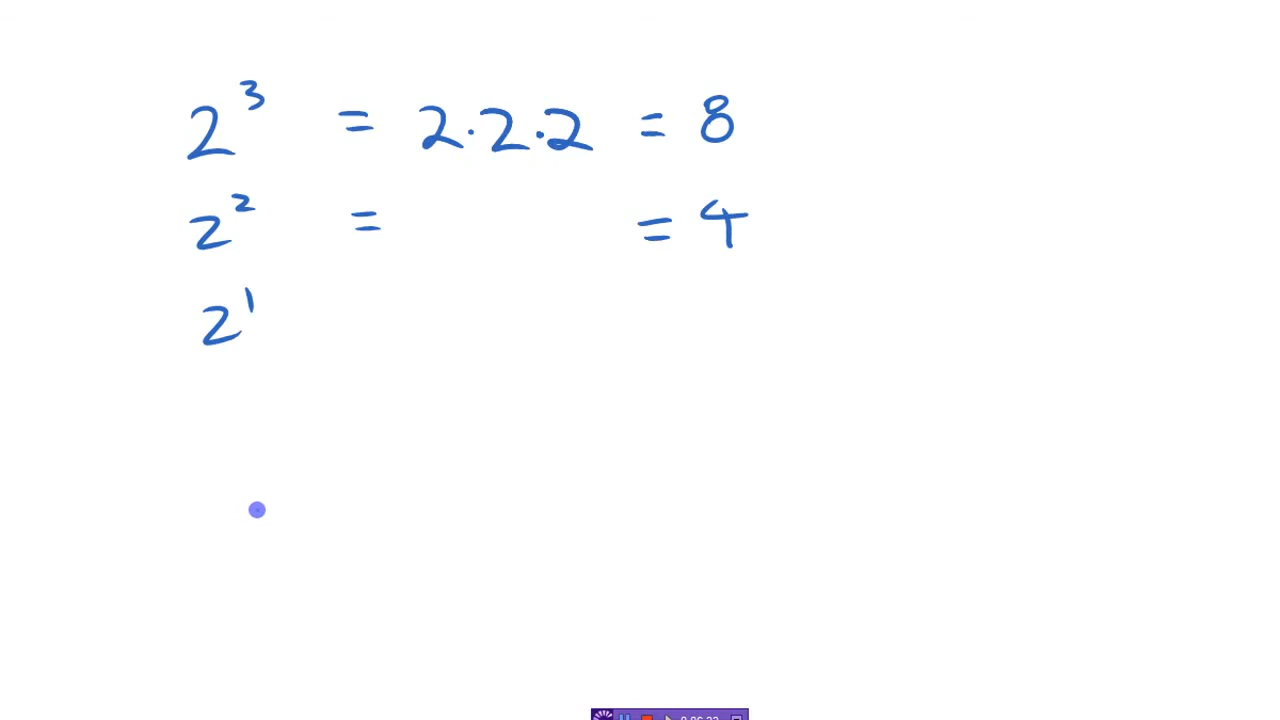 2³ = 2·2·2 = 8
2² = = 4
2¹